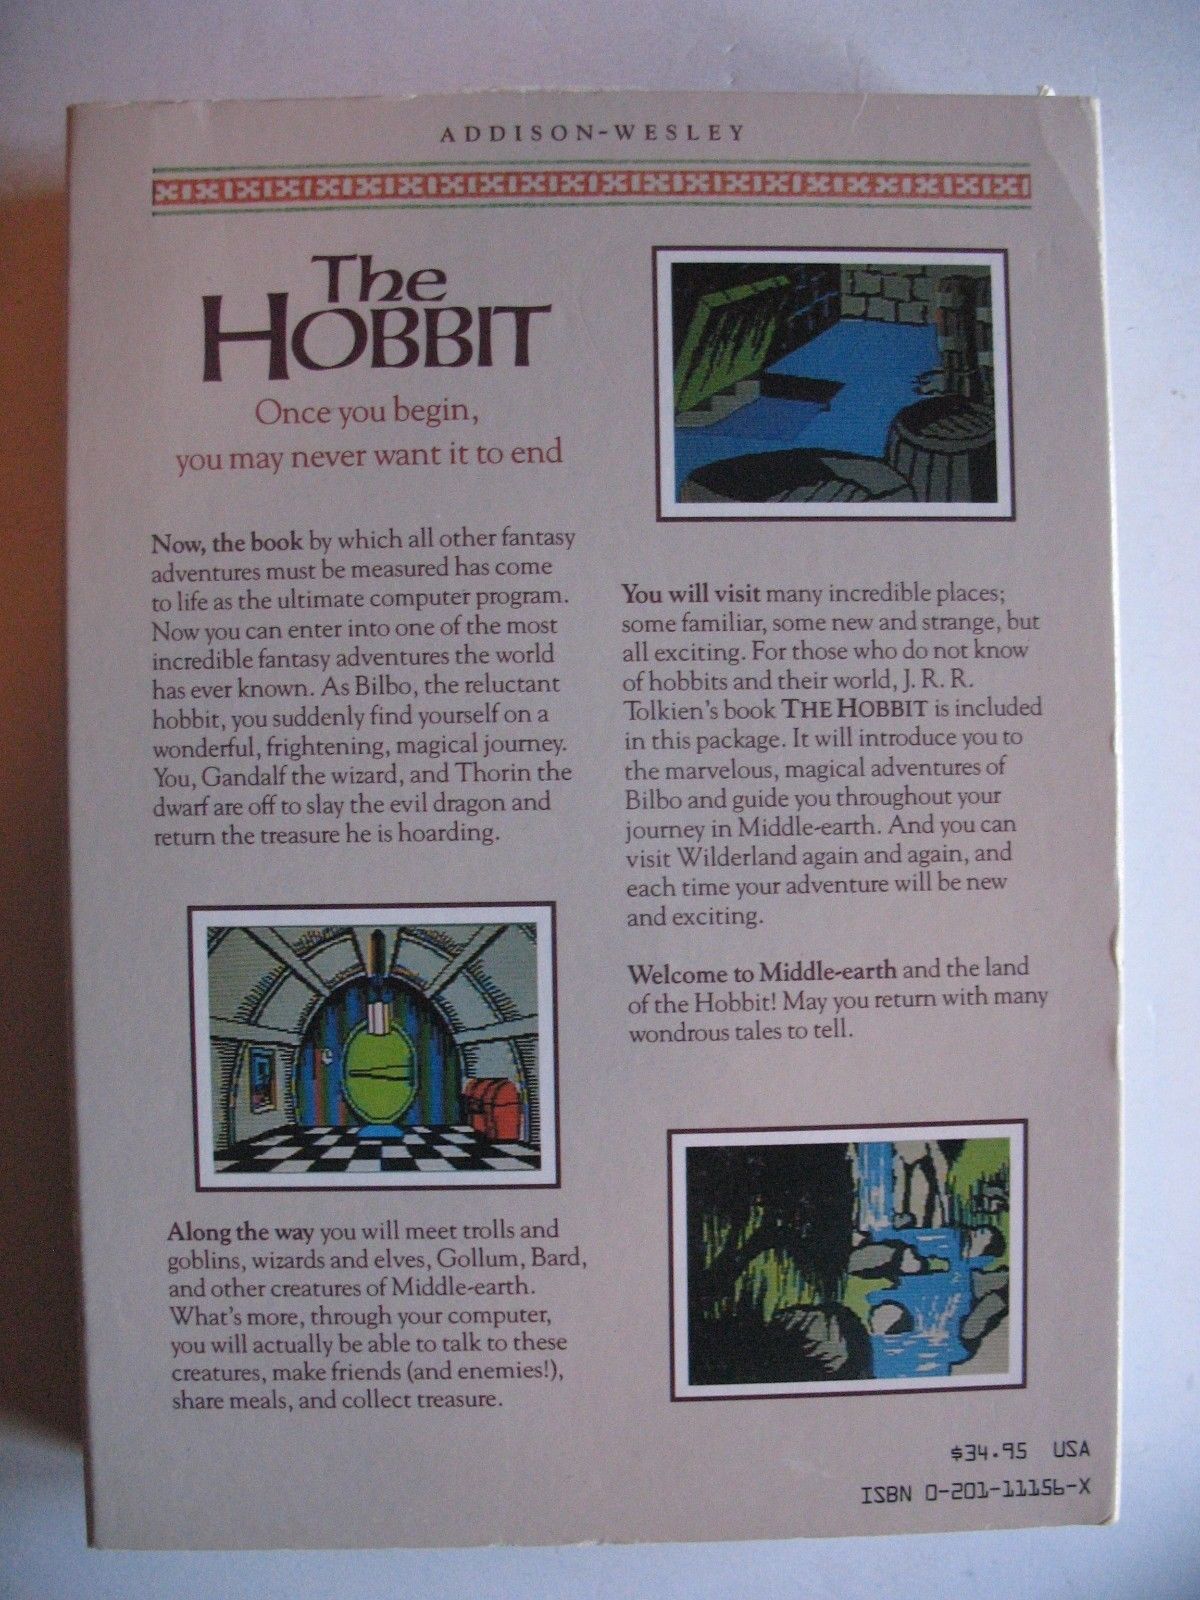 ADDISON-WESLEY
The
HOBBIT
Once you begin,
you may never want it to end
Now, the book by which all other fantasy
adventures must be measured has come
to life as the ultimate computer program.
Now you can enter into one of the most
incredible fantasy adventures the world
has ever known. As Bilbo, the reluctant
hobbit, you suddenly find yourself on a
wonderful, frightening, magical journey.
You, Gandalf the wizard, and Thorin the
dwarf are off to slay the evil dragon and
return the treasure he is hoarding.
Along the way you will meet trolls and
goblins, wizards and elves, Gollum, Bard,
and other creatures of Middle-earth.
What's more, through your computer,
you will actually be able to talk to these
creatures, make friends (and enemies!),
share meals, and collect treasure.
You will visit many incredible places;
some familiar, some new and strange, but
all exciting. For those who do not know
of hobbits and their world, J. R. R.
Tolkien's book THE HOBBIT is included
in this package. It will introduce you to
the marvelous, magical adventures of
Bilbo and guide you throughout your
journey in Middle-earth. And you can
visit Wilderland again and again, and
each time your adventure will be new
and exciting.
Welcome to Middle-earth and the land
of the Hobbit! May you return with many
wondrous tales to tell.
$34.95 USA
ISBN 0-201-11156-X